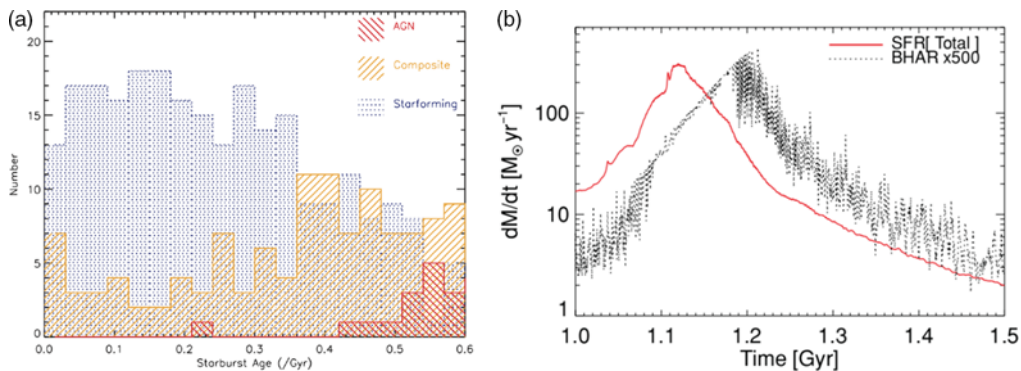 (a)
AGN
Composite
Starforming
20
15
10
5
0
Number
0.0 0.1 0.2 0.3 0.4 0.5 0.6
Starburst Age (/Gyr)
(b)
SFR[ Total ]
BHAR x500
100
10
1
dM/dt [M⊙ yr⁻¹]
1.0 1.1 1.2 1.3 1.4 1.5
Time [Gyr]